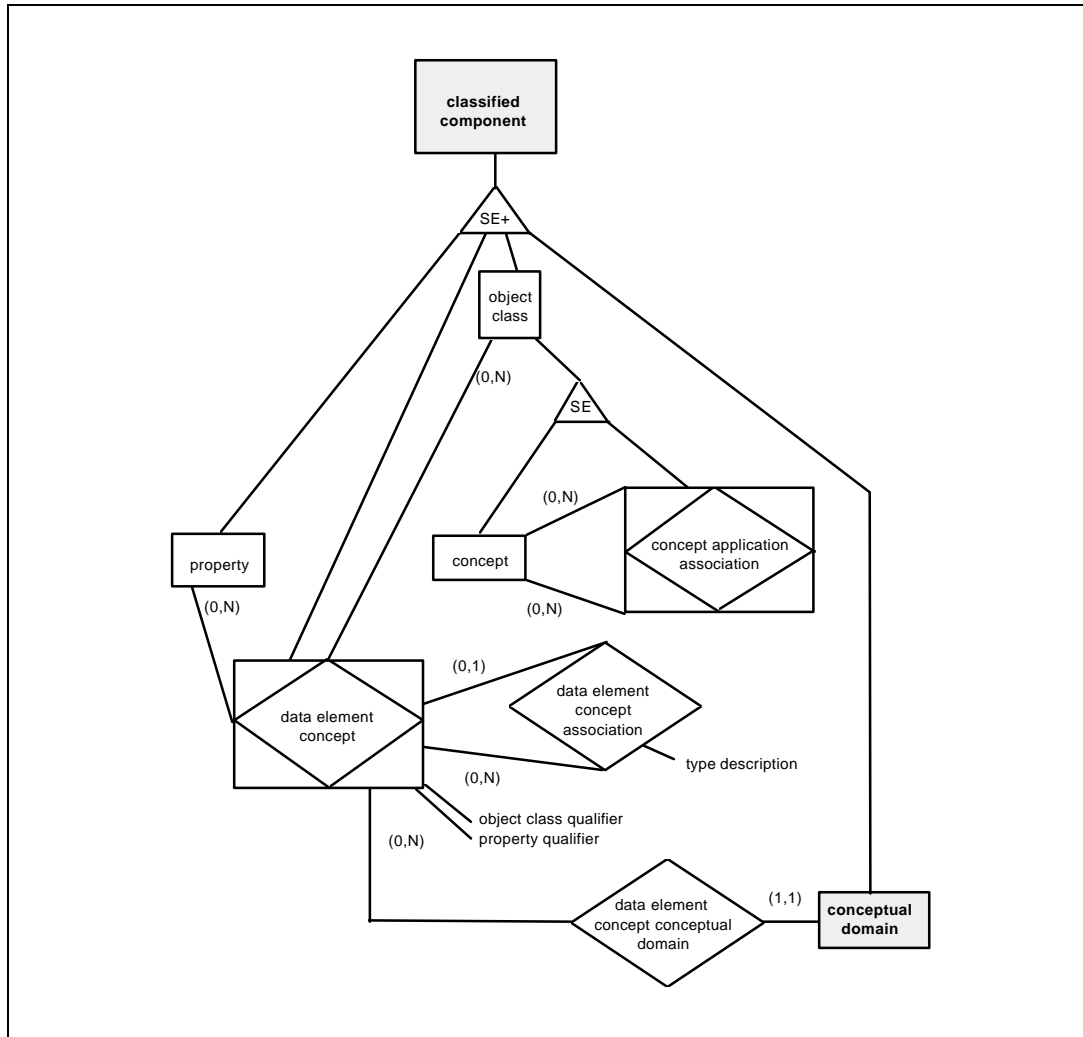 classified
component
SE+
object
class
(0,N)
SE
(0,N)
concept application
association
property
concept
(0,N)
(0,N)
(0,1)
data element
concept
association
data element
concept
type description
(0,N)
object class qualifier
property qualifier
(0,N)
(1,1)
data element
concept conceptual
domain
conceptual
domain